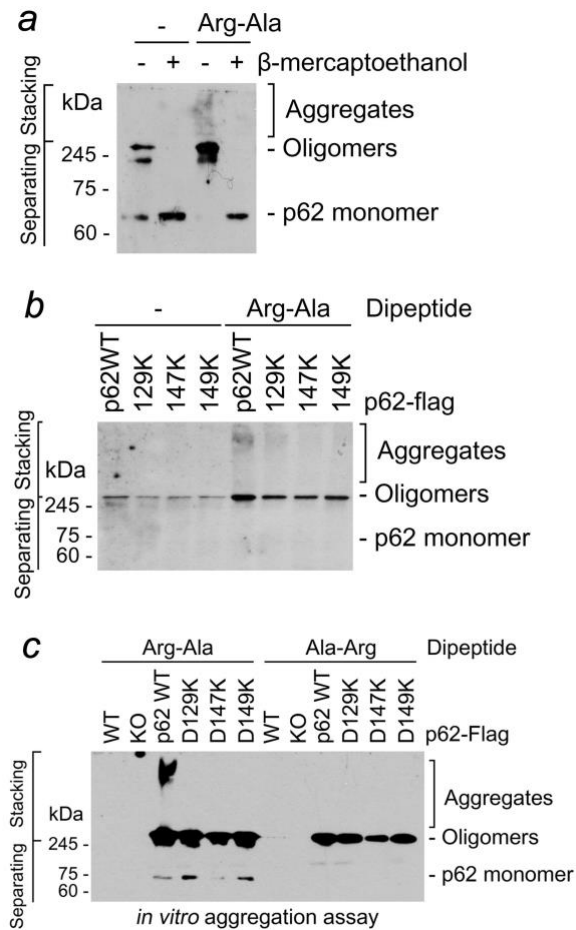 a
- Arg-Ala
- + - + β-mercaptoethanol
Separating Stacking
kDa
245 -
75 -
60 -
Aggregates
- Oligomers
- p62 monomer
b
- Arg-Ala Dipeptide
p62WT 129K 147K 149K p62WT 129K 147K 149K p62-flag
Separating Stacking
kDa
245 -
75 -
60 -
Aggregates
- Oligomers
- p62 monomer
c
Arg-Ala Ala-Arg Dipeptide
WT KO p62 WT D129K D147K D149K WT KO p62 WT D129K D147K D149K p62-Flag
Separating Stacking
kDa
245 -
75 -
60 -
Aggregates
- Oligomers
- p62 monomer
in vitro aggregation assay